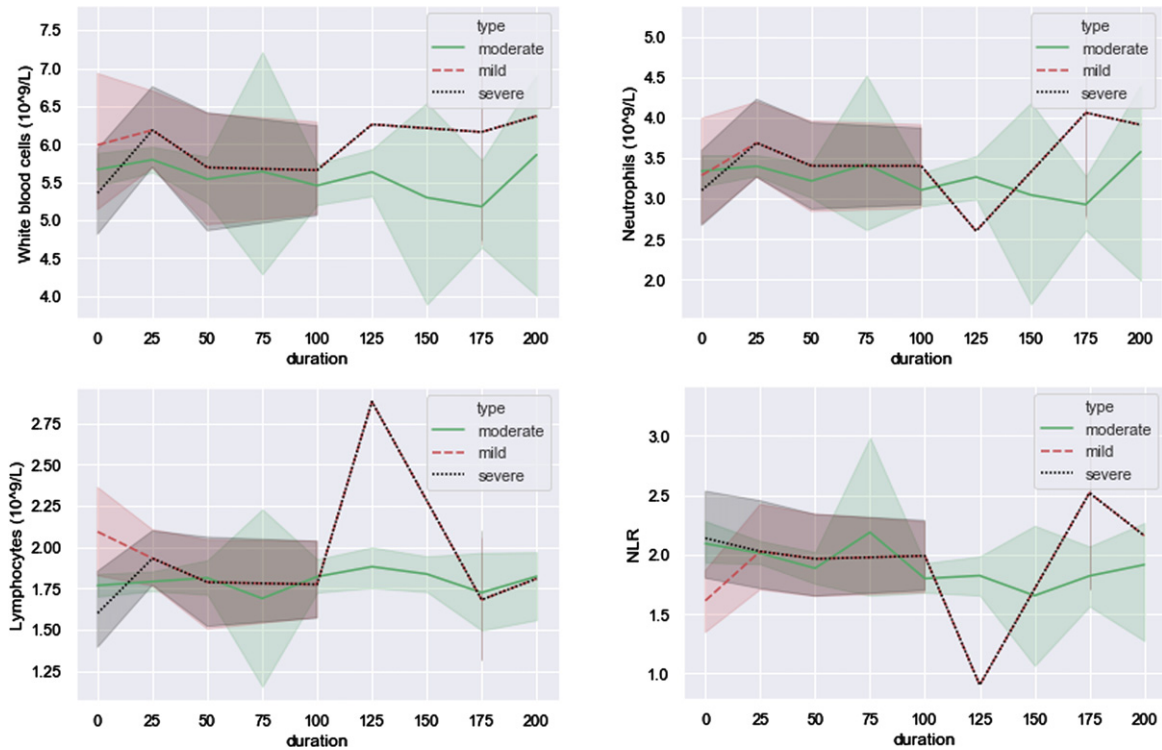 type
moderate
mild
severe
White blood cells (10^9/L)
7.5
7.0
6.5
6.0
5.5
5.0
4.5
4.0
0 25 50 75 100 125 150 175 200
duration
type
moderate
mild
severe
Neutrophils (10^9/L)
5.0
4.5
4.0
3.5
3.0
2.5
2.0
0 25 50 75 100 125 150 175 200
duration
type
moderate
mild
severe
Lymphocytes (10^9/L)
2.75
2.50
2.25
2.00
1.75
1.50
1.25
0 25 50 75 100 125 150 175 200
duration
type
moderate
mild
severe
NLR
3.0
2.5
2.0
1.5
1.0
0 25 50 75 100 125 150 175 200
duration